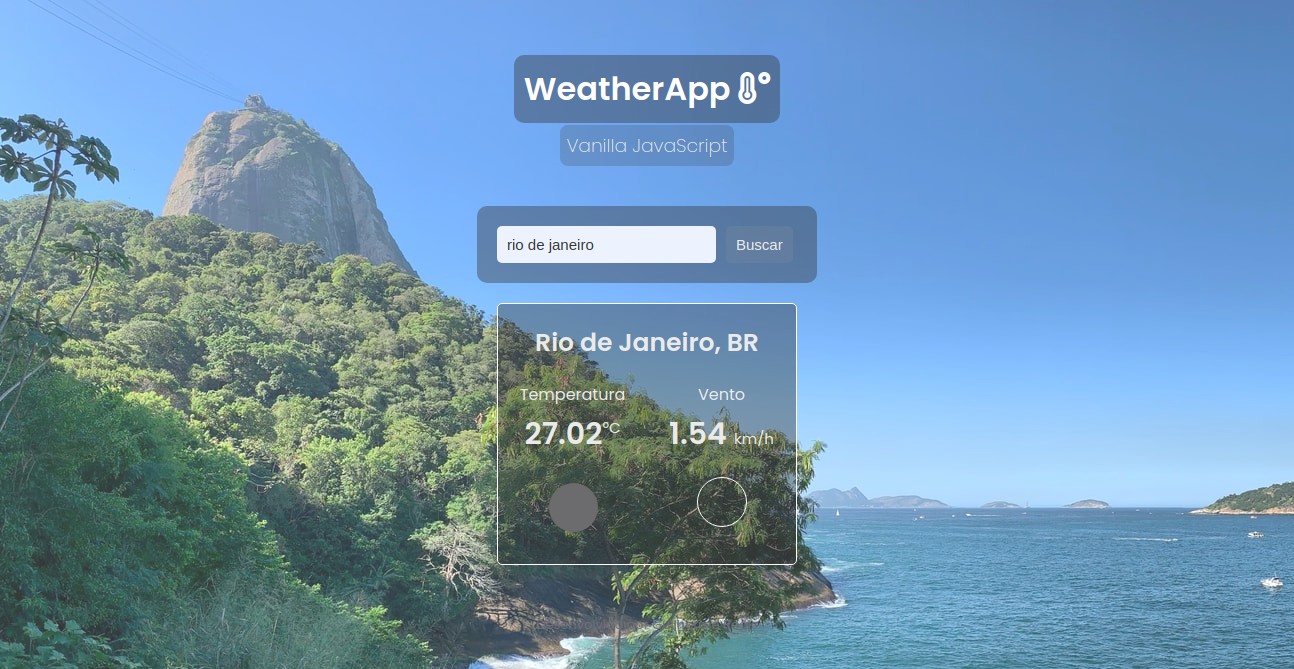 WeatherApp
Vanilla JavaScript
rio de janeiro Buscar
Rio de Janeiro, BR
Temperatura Vento
27.02°C 1.54 km/h